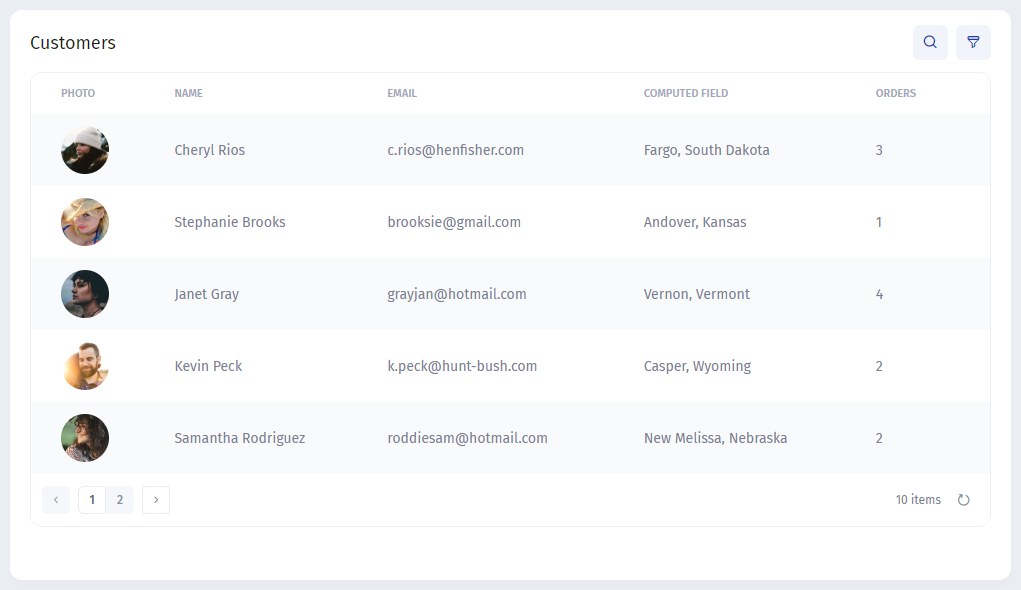 Customers
PHOTO NAME EMAIL COMPUTED FIELD ORDERS
Cheryl Rios c.rios@henfisher.com Fargo, South Dakota 3
Stephanie Brooks brooksie@gmail.com Andover, Kansas 1
Janet Gray grayjan@hotmail.com Vernon, Vermont 4
Kevin Peck k.peck@hunt-bush.com Casper, Wyoming 2
Samantha Rodriguez roddiesam@hotmail.com New Melissa, Nebraska 2
1 2 10 items